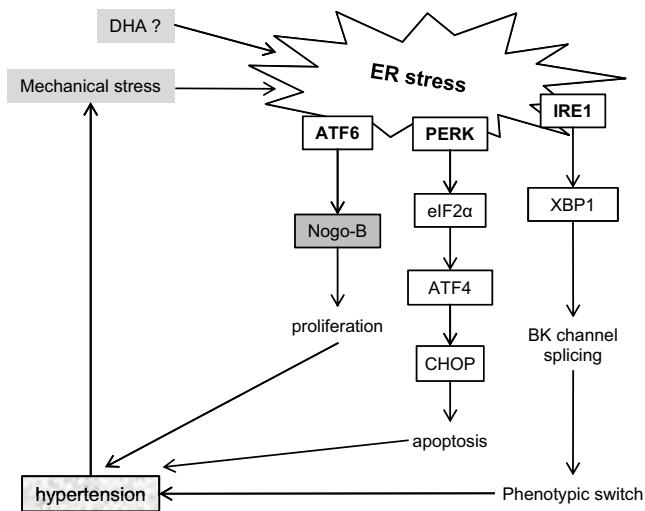 DHA ?
Mechanical stress
ER stress
ATF6
PERK
IRE1
Nogo-B
eIF2α
XBP1
ATF4
proliferation
BK channel
splicing
CHOP
apoptosis
hypertension
Phenotypic switch